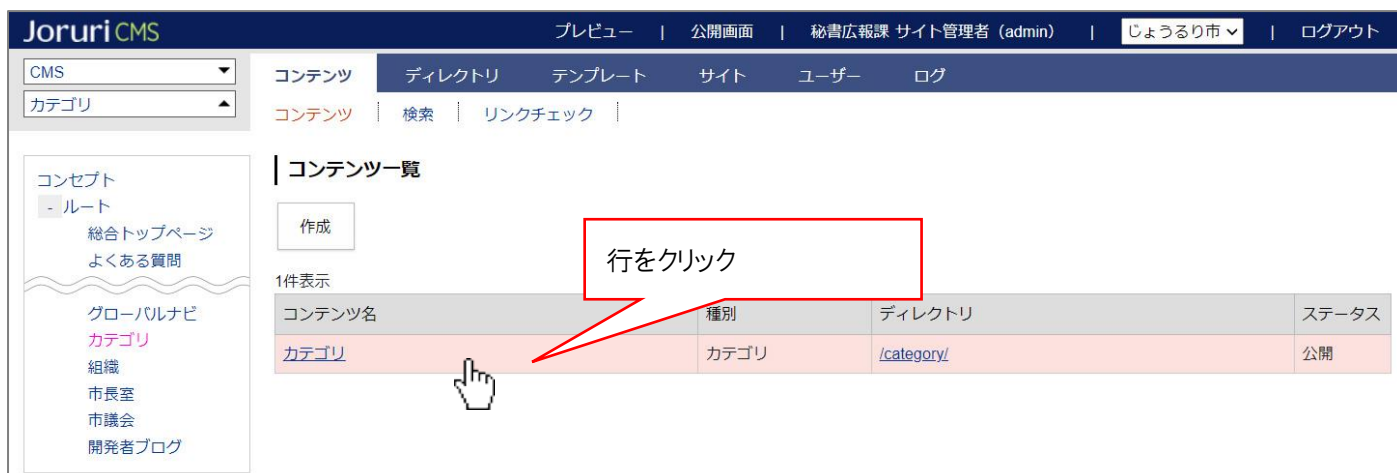 Joruri CMS プレビュー | 公開画面 | 秘書広報課 サイト管理者 (admin) | じょうるり市 | ログアウト
CMS
カテゴリ
コンテンツ ディレクトリ テンプレート サイト ユーザー ログ
コンテンツ 検索 リンクチェック
コンセプト
- ルート
総合トップページ
よくある質問
グローバルナビ
カテゴリ
組織
市長室
市議会
開発者ブログ
コンテンツ一覧
作成
行をクリック
1件表示
コンテンツ名 種別 ディレクトリ ステータス
カテゴリ カテゴリ /category/ 公開